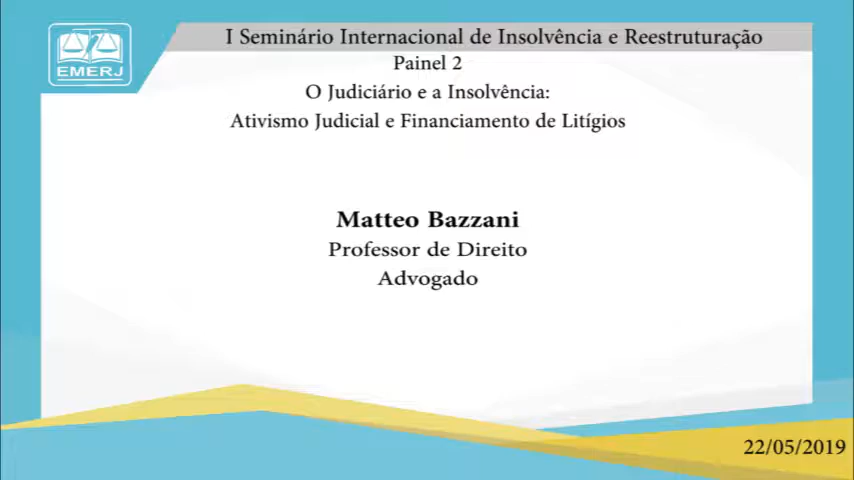 EMERJ
I Seminário Internacional de Insolvência e Reestruturação
Painel 2
O Judiciário e a Insolvência:
Ativismo Judicial e Financiamento de Litígios
Matteo Bazzani
Professor de Direito
Advogado
22/05/2019